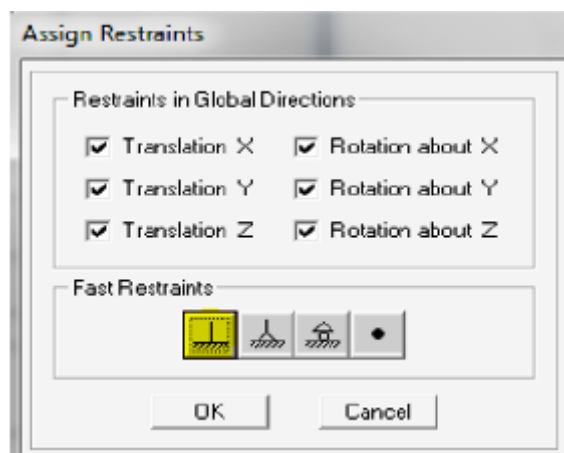 Assign Restraints
Restraints in Global Directions
Translation X Rotation about X
Translation Y Rotation about Y
Translation Z Rotation about Z
Fast Restraints
OK Cancel